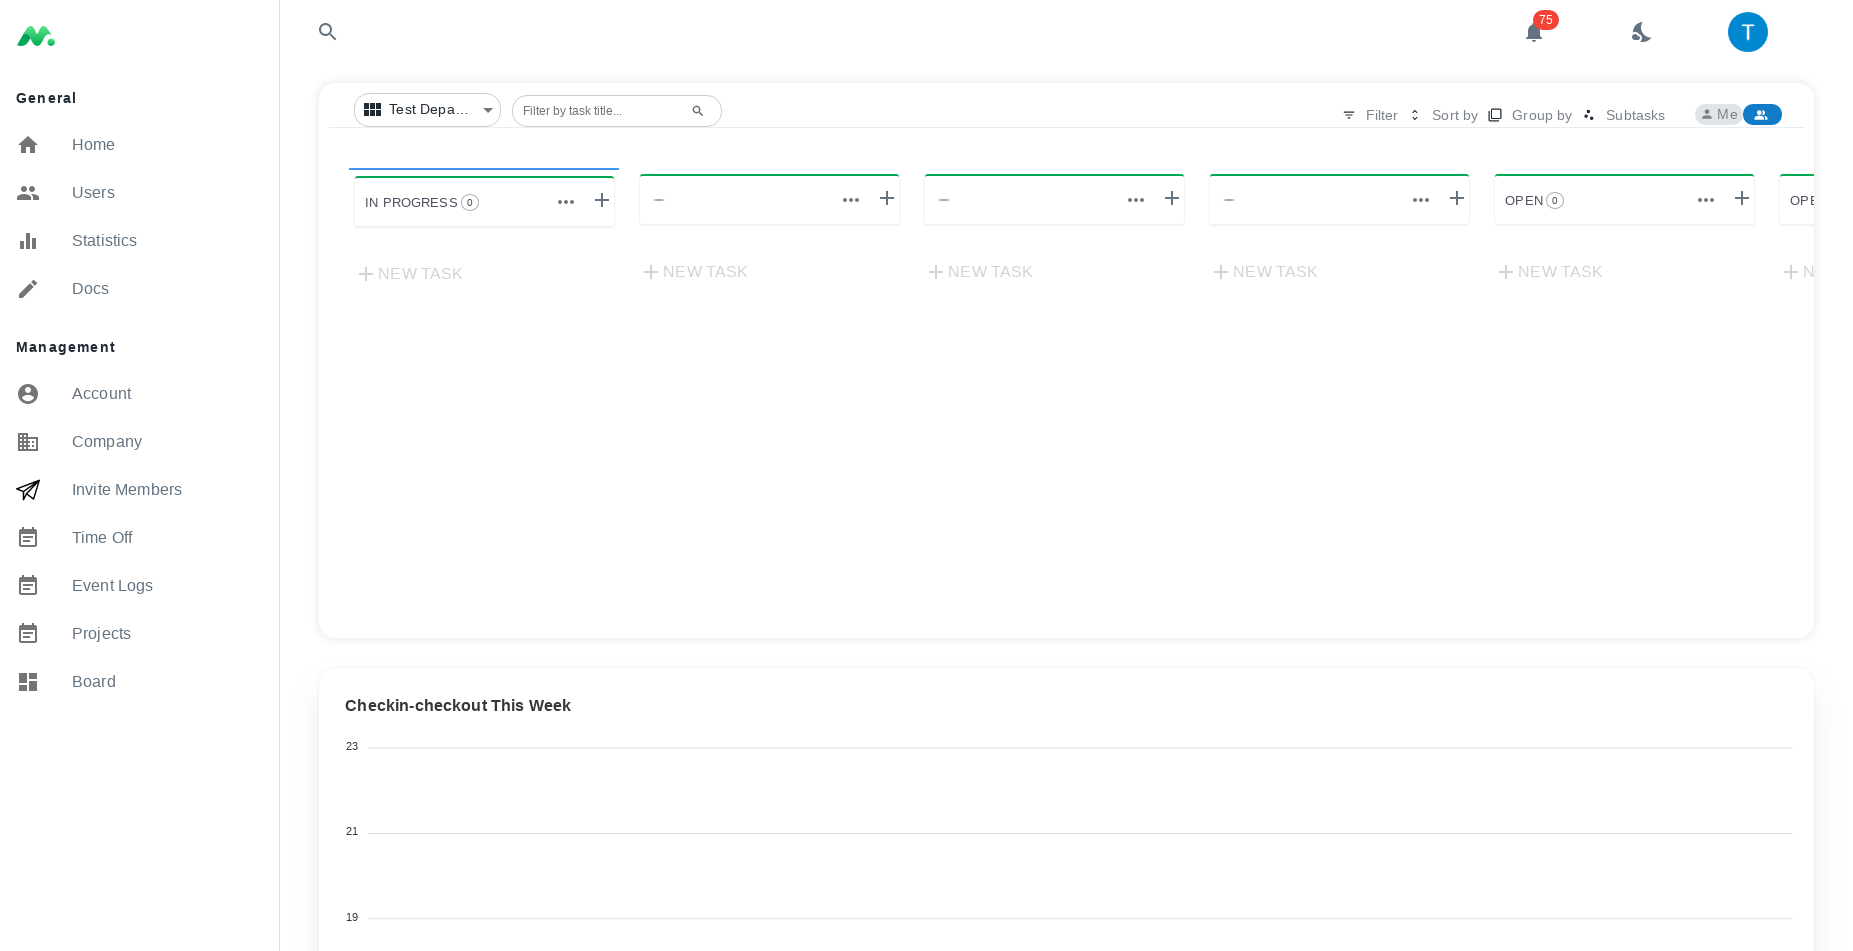 75
T
General
Home
Users
Statistics
Docs
Management
Account
Company
Invite Members
Time Off
Event Logs
Projects
Board
Test Depa...
Filter by task title...
Filter
Sort by
Group by
Subtasks
Me
IN PROGRESS 0
OPEN 0
OPE
NEW TASK
NEW TASK
NEW TASK
NEW TASK
NEW TASK
N
Checkin-checkout This Week
23
21
19